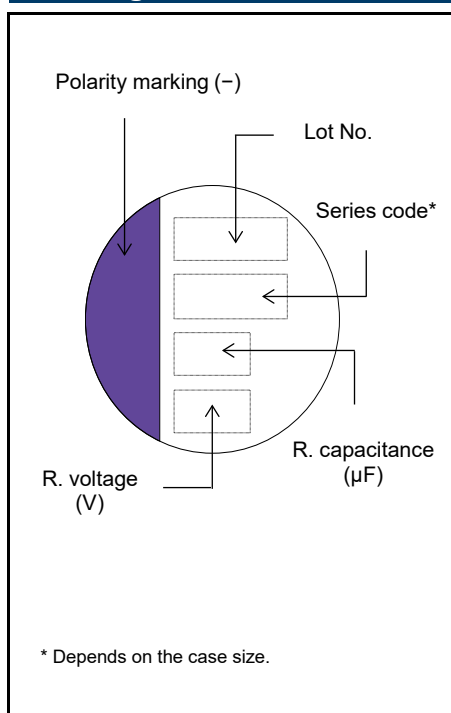 Polarity marking (−)
Lot No.
Series code*
R. capacitance
(µF)
R. voltage
(V)
* Depends on the case size.